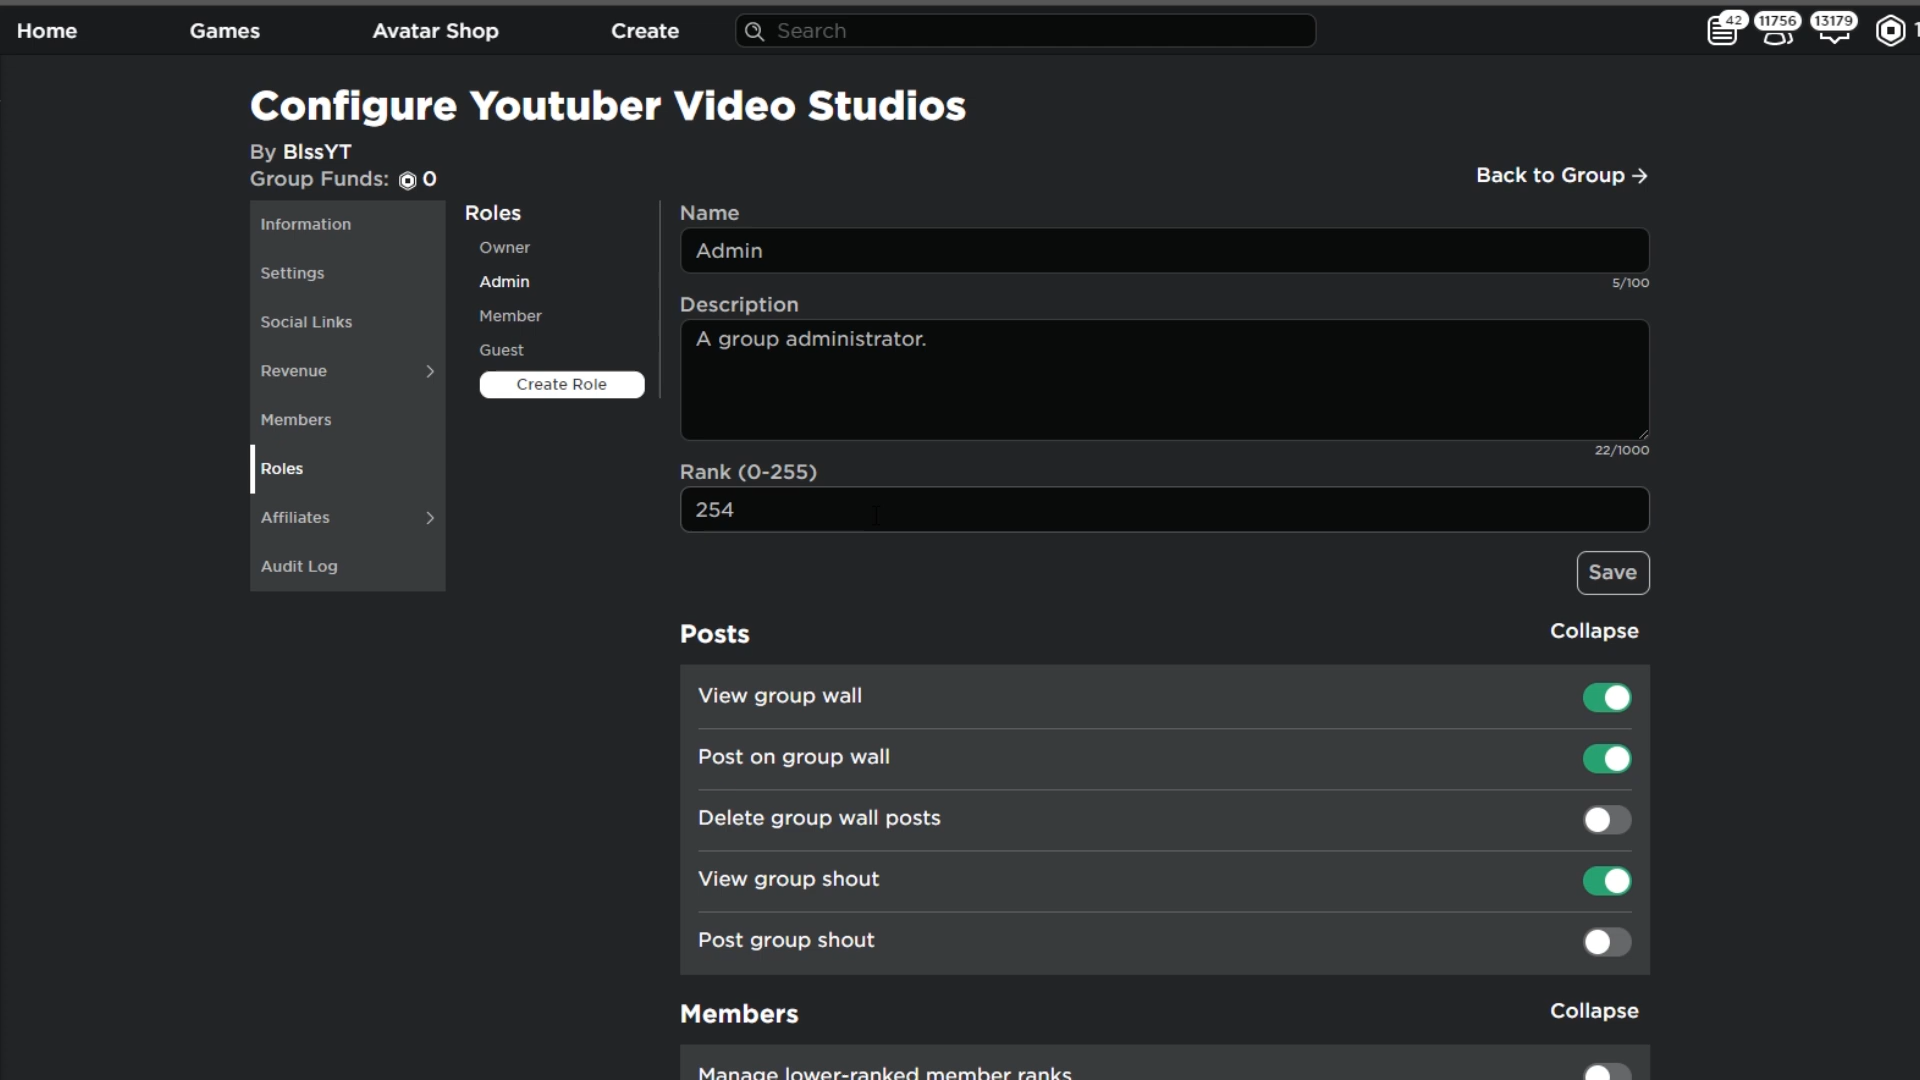 Home Games Avatar Shop Create Search 42 11756 13179 1
Configure Youtuber Video Studios
By BlssYT
Group Funds: 0
Back to Group →
Information
Settings
Social Links
Revenue
Members
Roles
Affiliates
Audit Log
Roles
Owner
Admin
Member
Guest
Create Role
Name
Admin
5/100
Description
A group administrator.
22/1000
Rank (0-255)
254
Save
Posts Collapse
View group wall
Post on group wall
Delete group wall posts
View group shout
Post group shout
Members Collapse
Manage lower-ranked member ranks